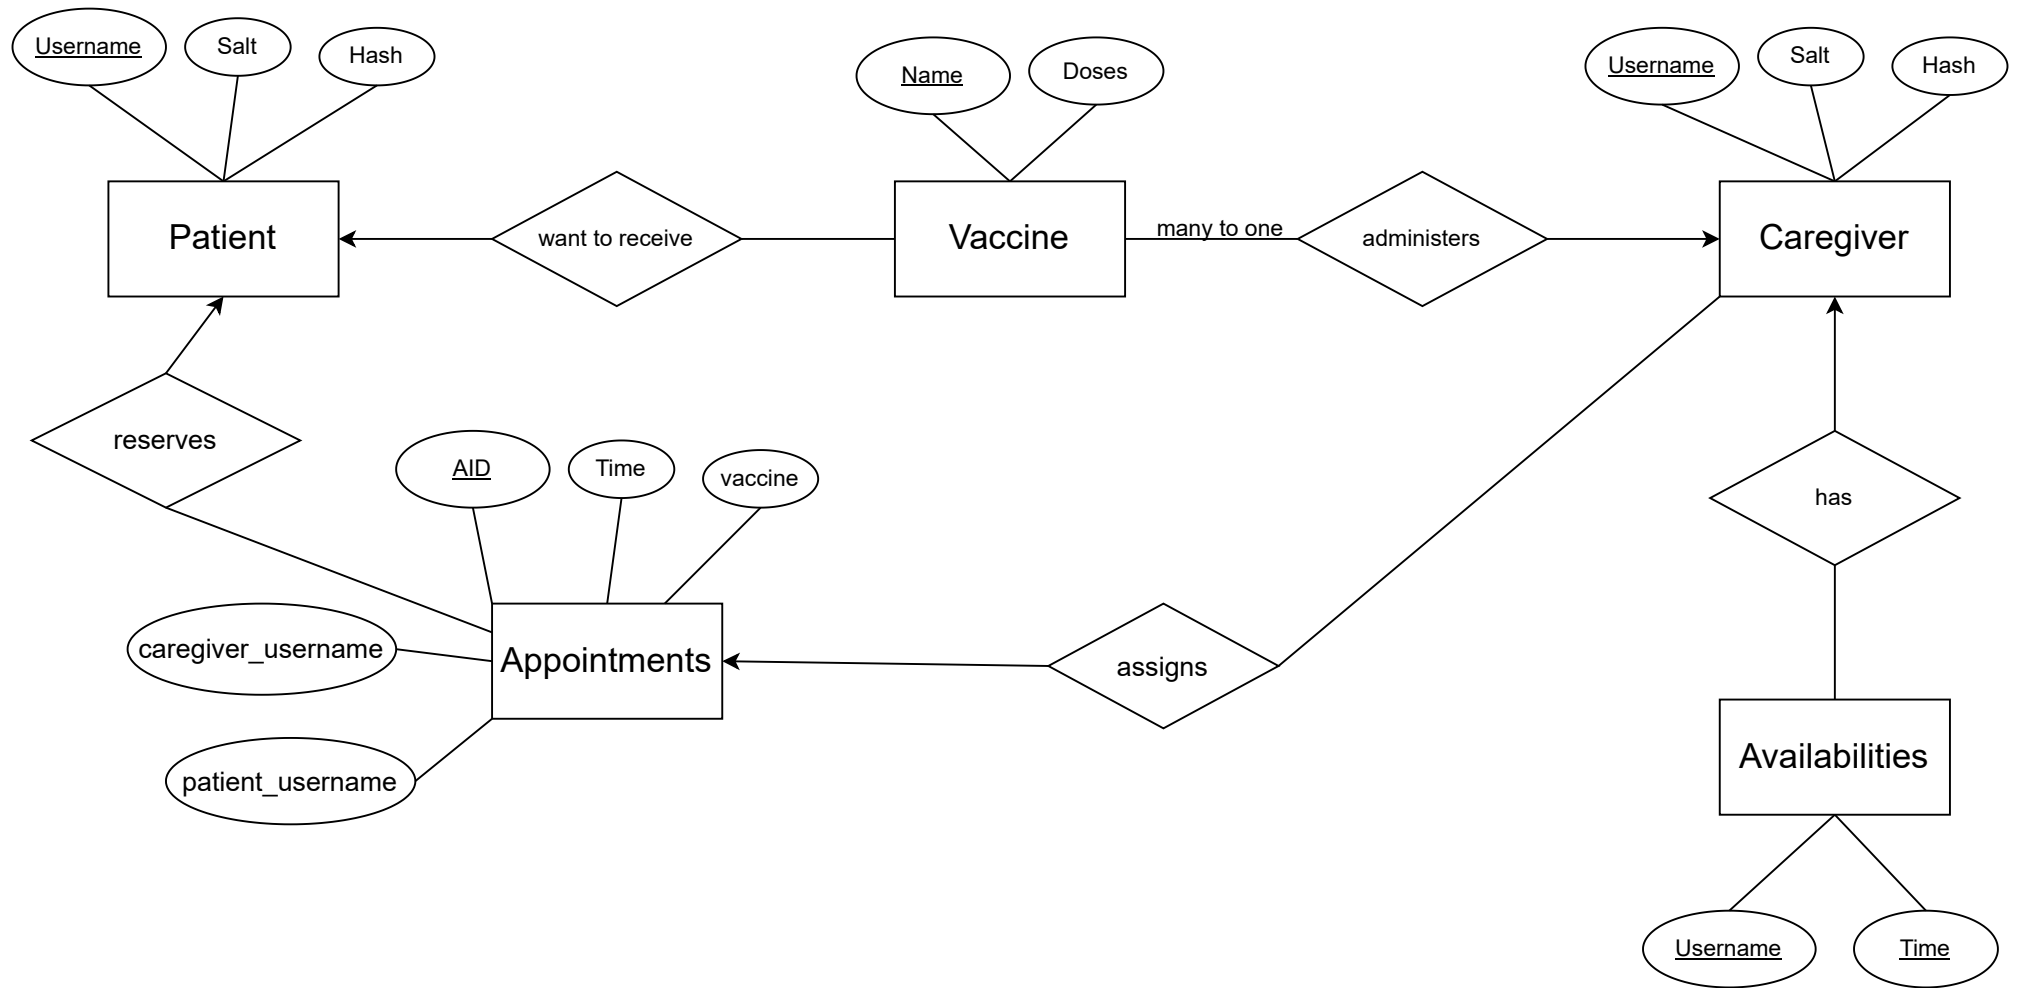 Username
Salt
Hash
Name
Doses
Username
Salt
Hash
Patient
want to receive
Vaccine
many to one
administers
Caregiver
reserves
AID
Time
vaccine
has
caregiver_username
Appointments
assigns
patient_username
Availabilities
Username
Time